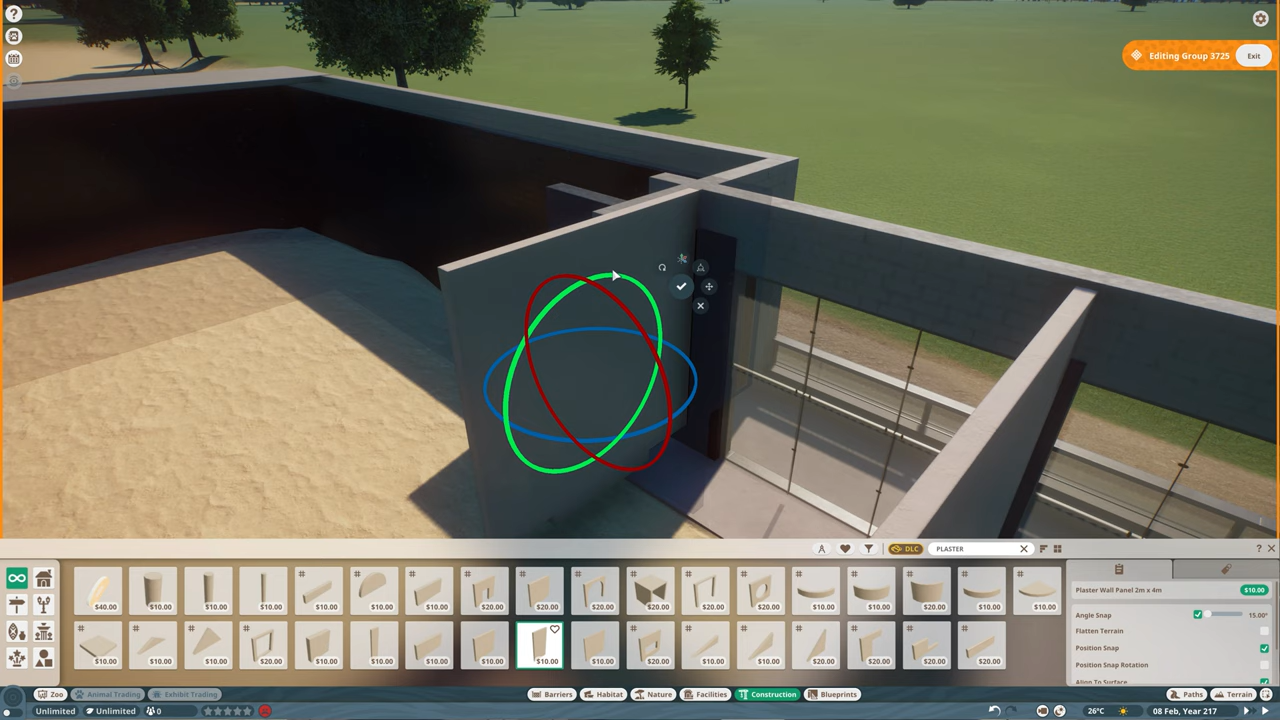 ?
Editing Group 3725
Exit
DLC
PLASTER
?
$40.00
$10.00
$10.00
$10.00
$10.00
$10.00
$10.00
$20.00
$10.00
$20.00
$20.00
$20.00
$20.00
$10.00
$10.00
$20.00
$10.00
$10.00
$10.00
$10.00
$10.00
$20.00
$10.00
$10.00
$10.00
$10.00
$10.00
$10.00
$20.00
$10.00
$10.00
$20.00
$20.00
$20.00
$20.00
Plaster Wall Panel 2m x 4m
$10.00
Angle Snap
15.00°
Flatten Terrain
Position Snap
Position Snap Rotation
Align To Surface
Zoo
Animal Trading
Exhibit Trading
Barriers
Habitat
Nature
Facilities
Construction
Blueprints
Paths
Terrain
Unlimited
Unlimited
0
26°C
08 Feb, Year 217